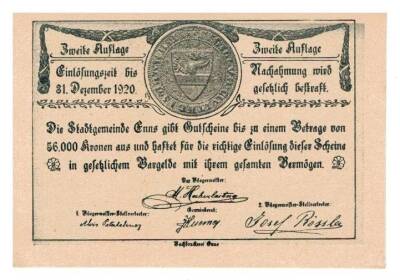 Zweite Auflage
Einlösungszeit bis
31. Dezember 1920.
Zweite Auflage
Nachahmung wird
gesetzlich bestraft.
Die Stadtgemeinde Enns gibt Gutscheine bis zu einem Betrage von
56.000 Kronen aus und haftet für die richtige Einlösung dieser Scheine
in gesetzlichem Bargelde mit ihrem gesamten Vermögen.
Der Bürgermeister:
1. Bürgermeister-Stellvertreter:
Gemeinderat:
2. Bürgermeister-Stellvertreter:
Josef Rössler
Buchdruckerei Enns